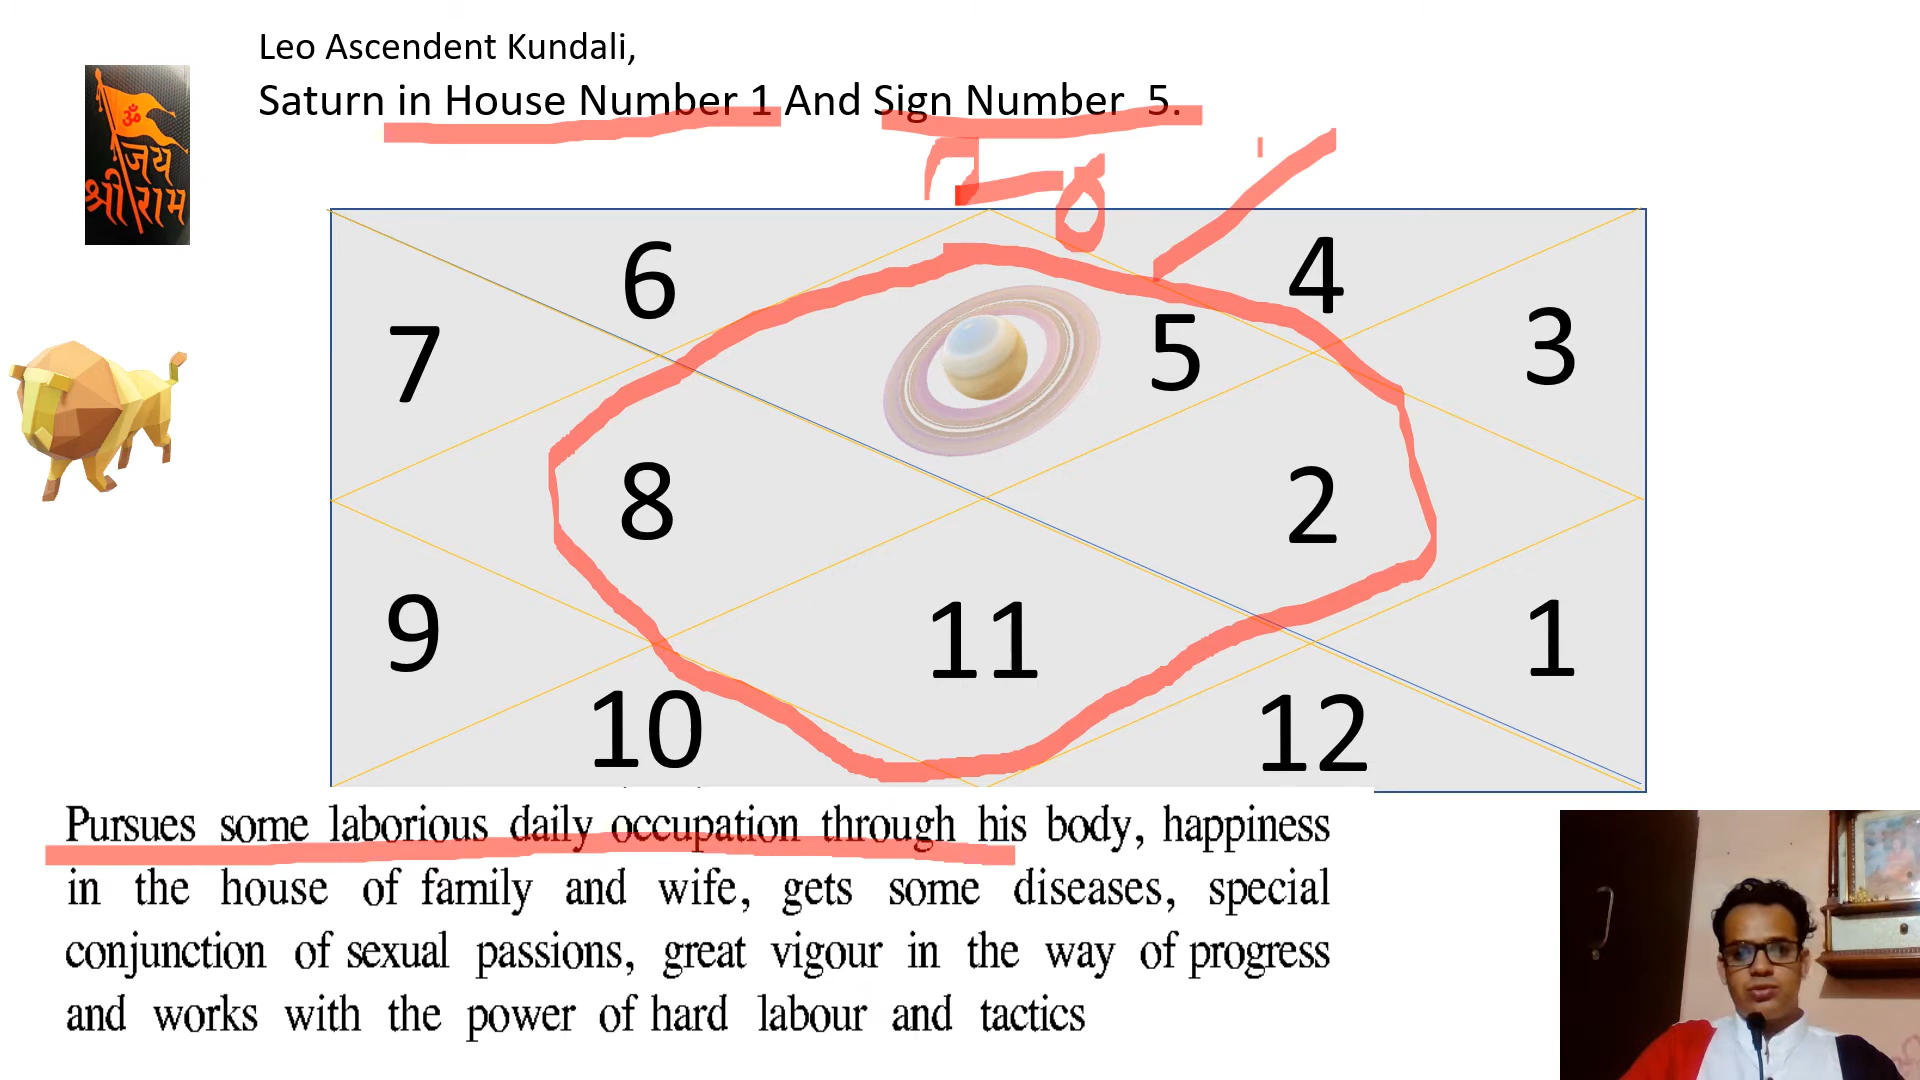 Leo Ascendent Kundali,
Saturn in House Number 1 And Sign Number 5.
ॐ
जय
श्री राम
6
4
7
5
3
8
2
9
11
1
10
12
Pursues some laborious daily occupation through his body, happiness
in the house of family and wife, gets some diseases, special
conjunction of sexual passions, great vigour in the way of progress
and works with the power of hard labour and tactics